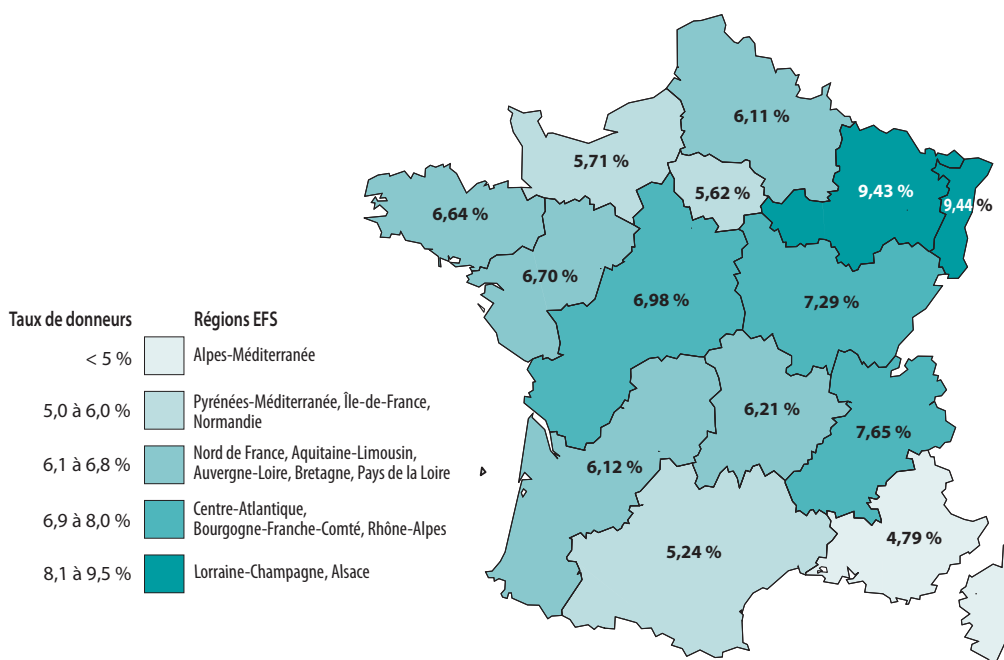 6,11 %
5,71 %
9,43 %
5,62 %
9,44 %
6,64 %
6,70 %
6,98 %
7,29 %
Taux de donneurs Régions EFS
< 5 % Alpes-Méditerranée
5,0 à 6,0 % Pyrénées-Méditerranée, Île-de-France,
Normandie
6,1 à 6,8 % Nord de France, Aquitaine-Limousin,
Auvergne-Loire, Bretagne, Pays de la Loire
6,9 à 8,0 % Centre-Atlantique,
Bourgogne-Franche-Comté, Rhône-Alpes
8,1 à 9,5 % Lorraine-Champagne, Alsace
6,21 %
7,65 %
6,12 %
4,79 %
5,24 %